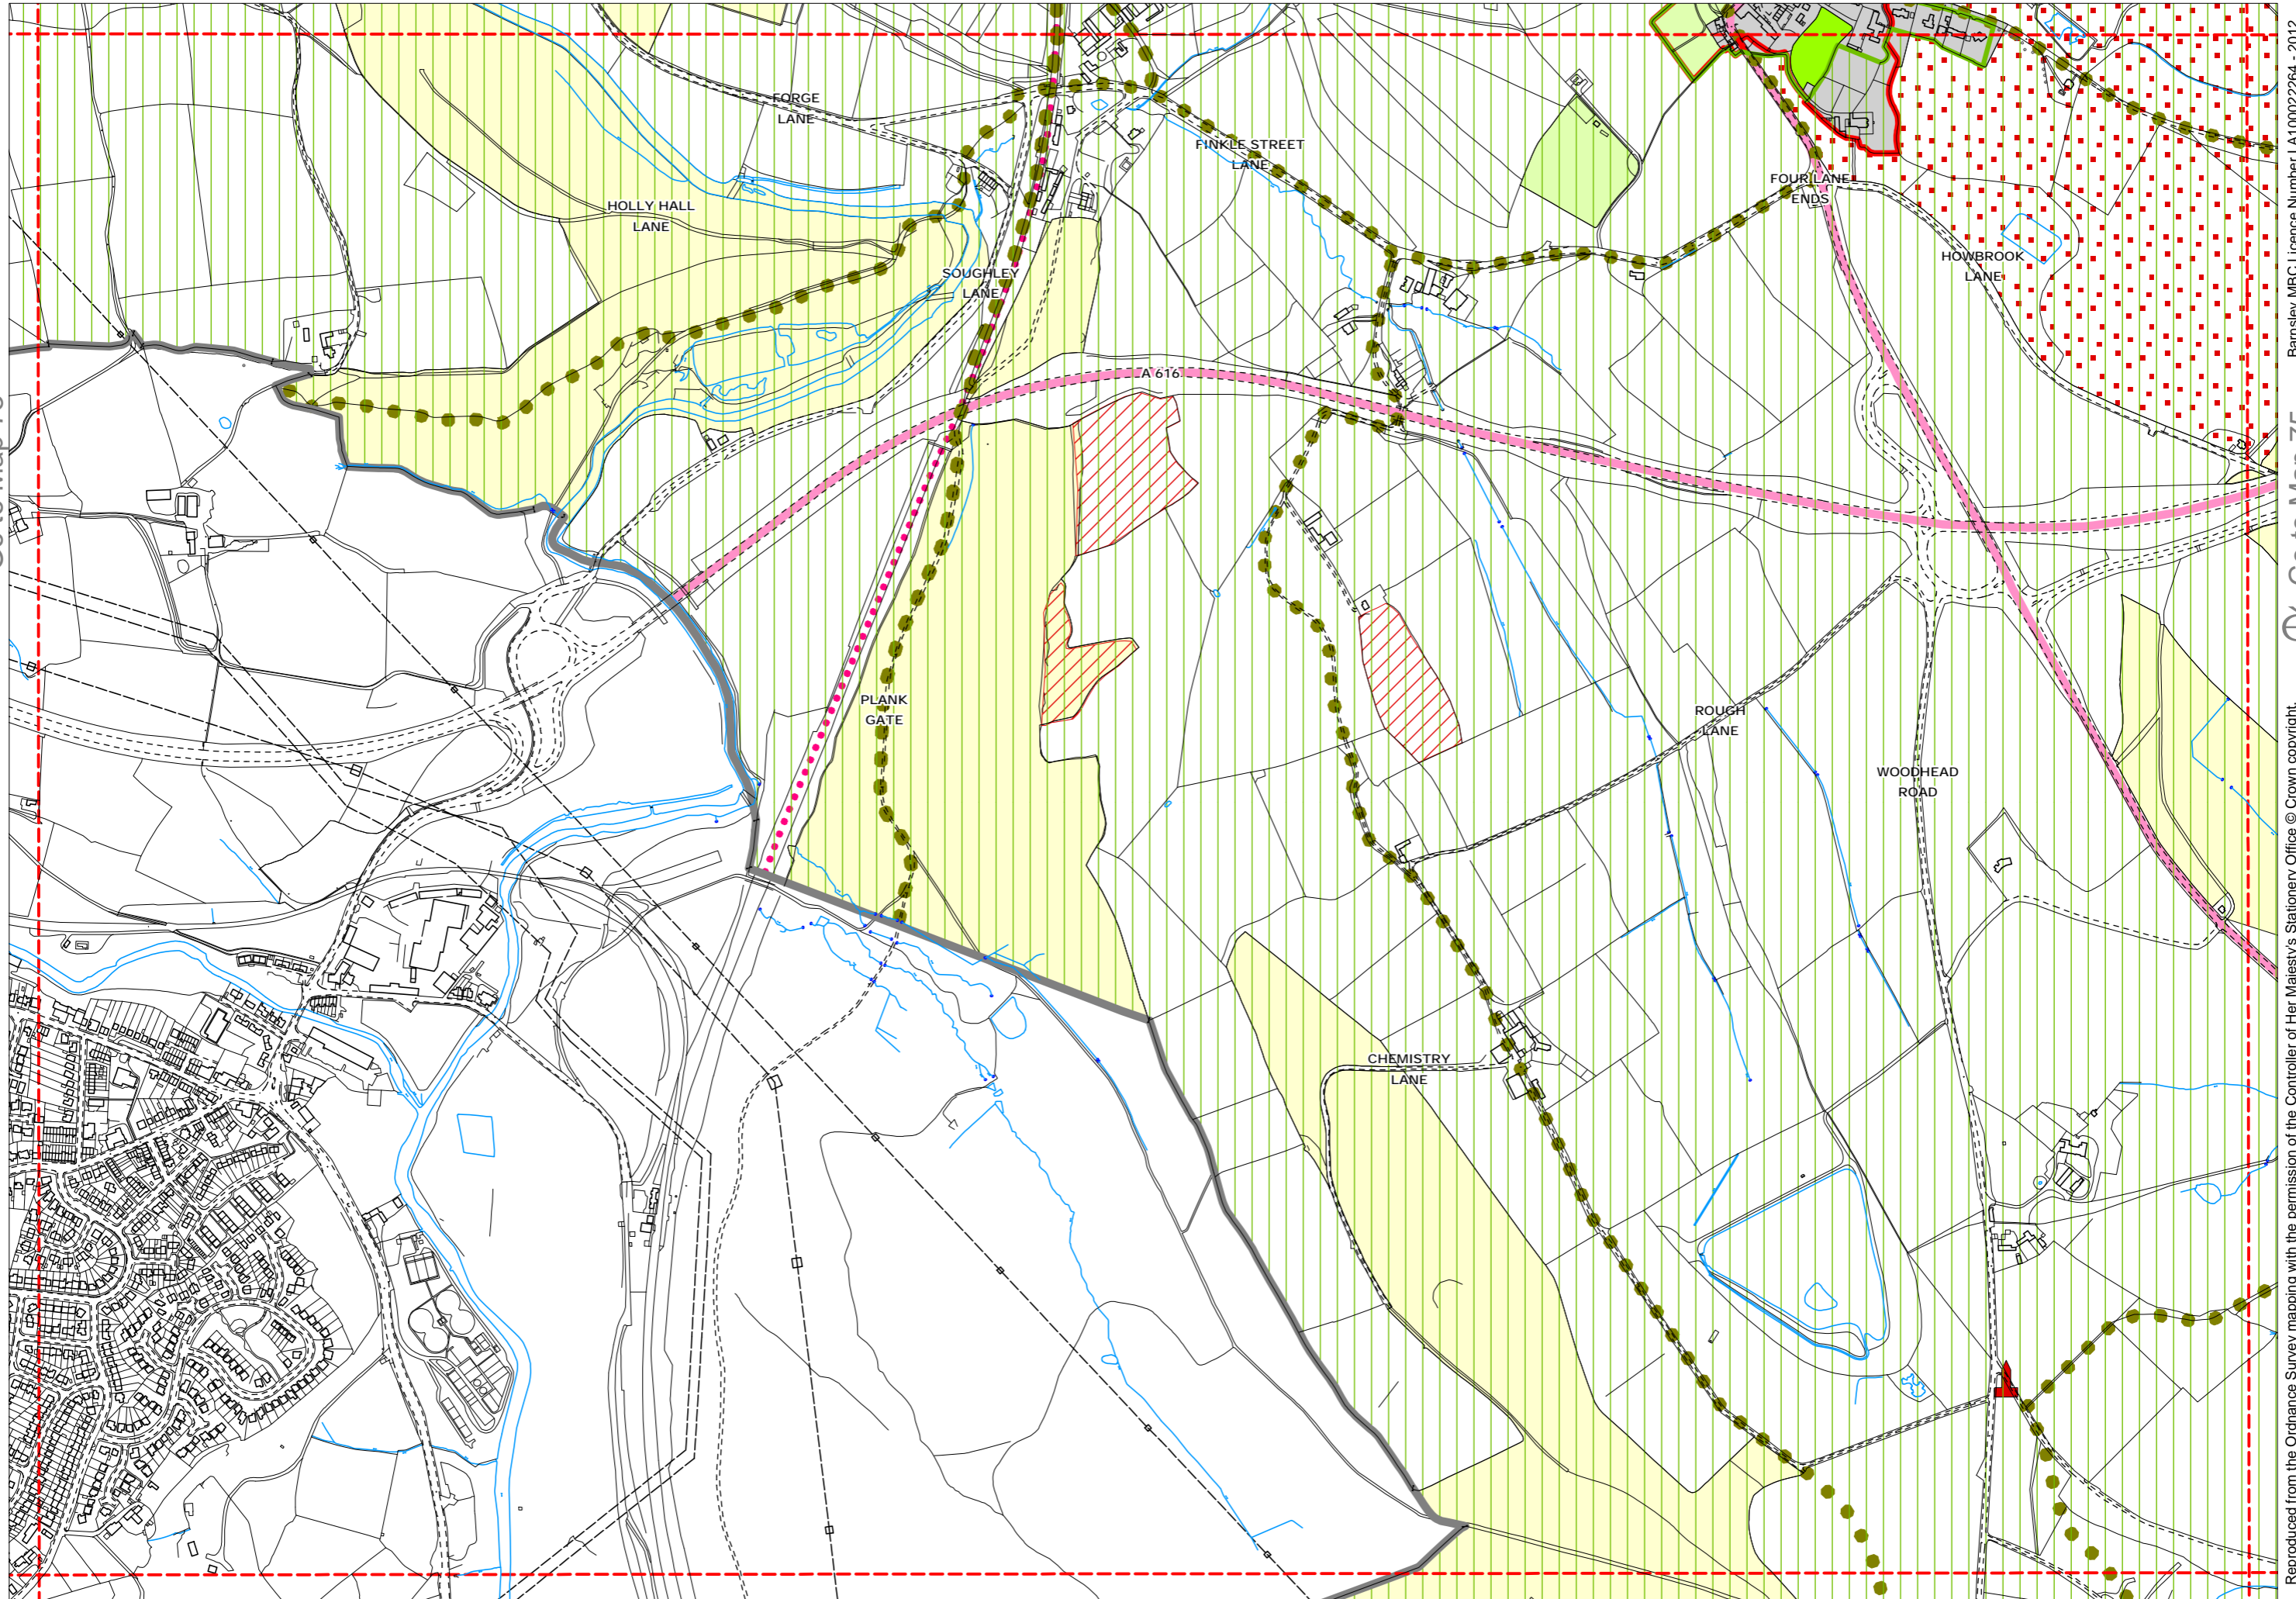 FORGE
LANE
FINKLE STREET
LANE
FOUR LANE
ENDS
HOLLY HALL
LANE
HOWBROOK
LANE
SOUGHLEY
LANE
A 616
PLANK
GATE
ROUGH
LANE
WOODHEAD
ROAD
CHEMISTRY
LANE
Reproduced from the Ordnance Survey mapping with the permission of the Controller of Her Majesty's Stationery Office © Crown copyright.
Barnsley MBC Licence Number LA100022264 - 2012